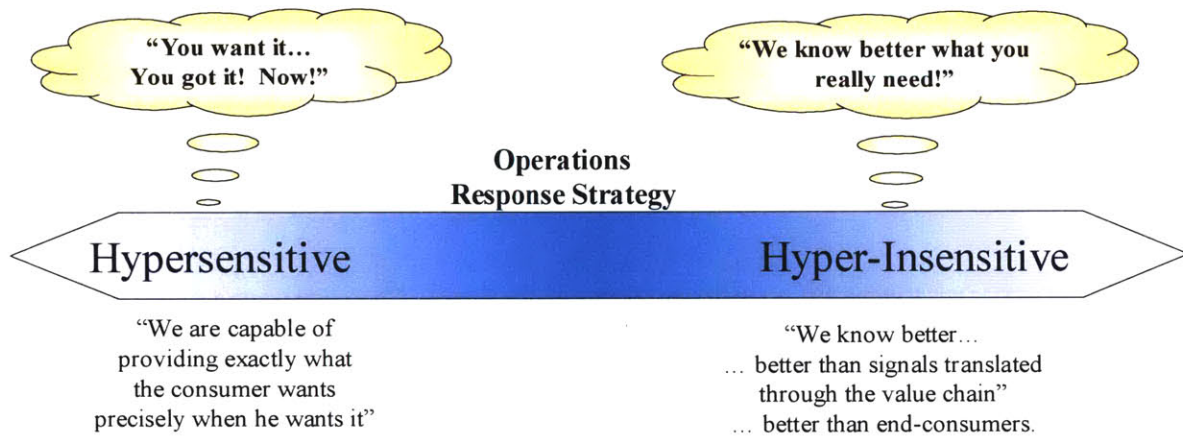 “You want it…
You got it! Now!”
“We know better what you
really need!”
Operations
Response Strategy
Hypersensitive
Hyper-Insensitive
“We are capable of
providing exactly what
the consumer wants
precisely when he wants it”
“We know better…
… better than signals translated
through the value chain”
… better than end-consumers.